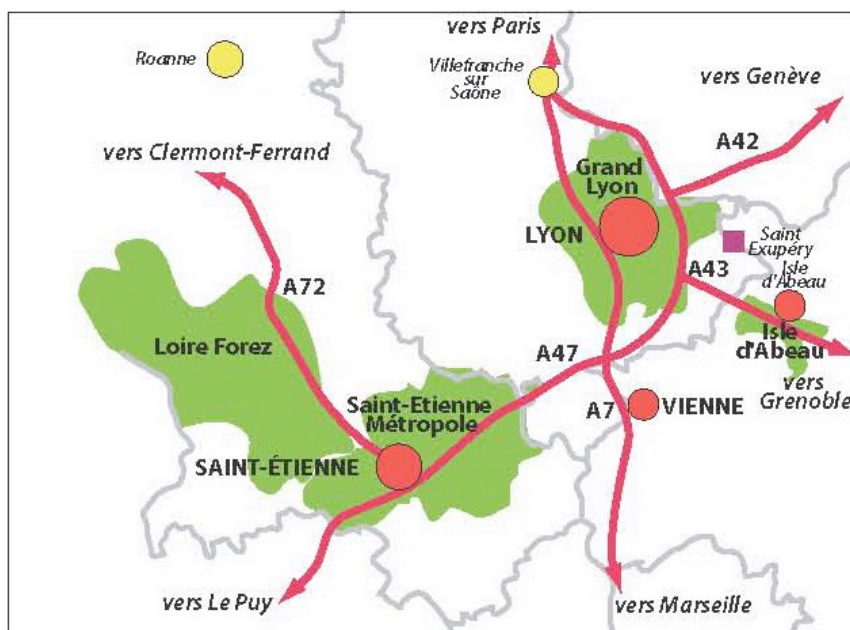 vers Paris
Roanne
Villefranche
sur
Saône
vers Genève
A42
vers Clermont-Ferrand
Grand
Lyon
LYON
Saint
Exupéry
A43
Isle
d'Abeau
A72
Loire Forez
A47
Isle
d'Abeau
vers
Grenoble
Saint-Etienne
Métropole
A7
VIENNE
SAINT-ÉTIENNE
vers Le Puy
vers Marseille